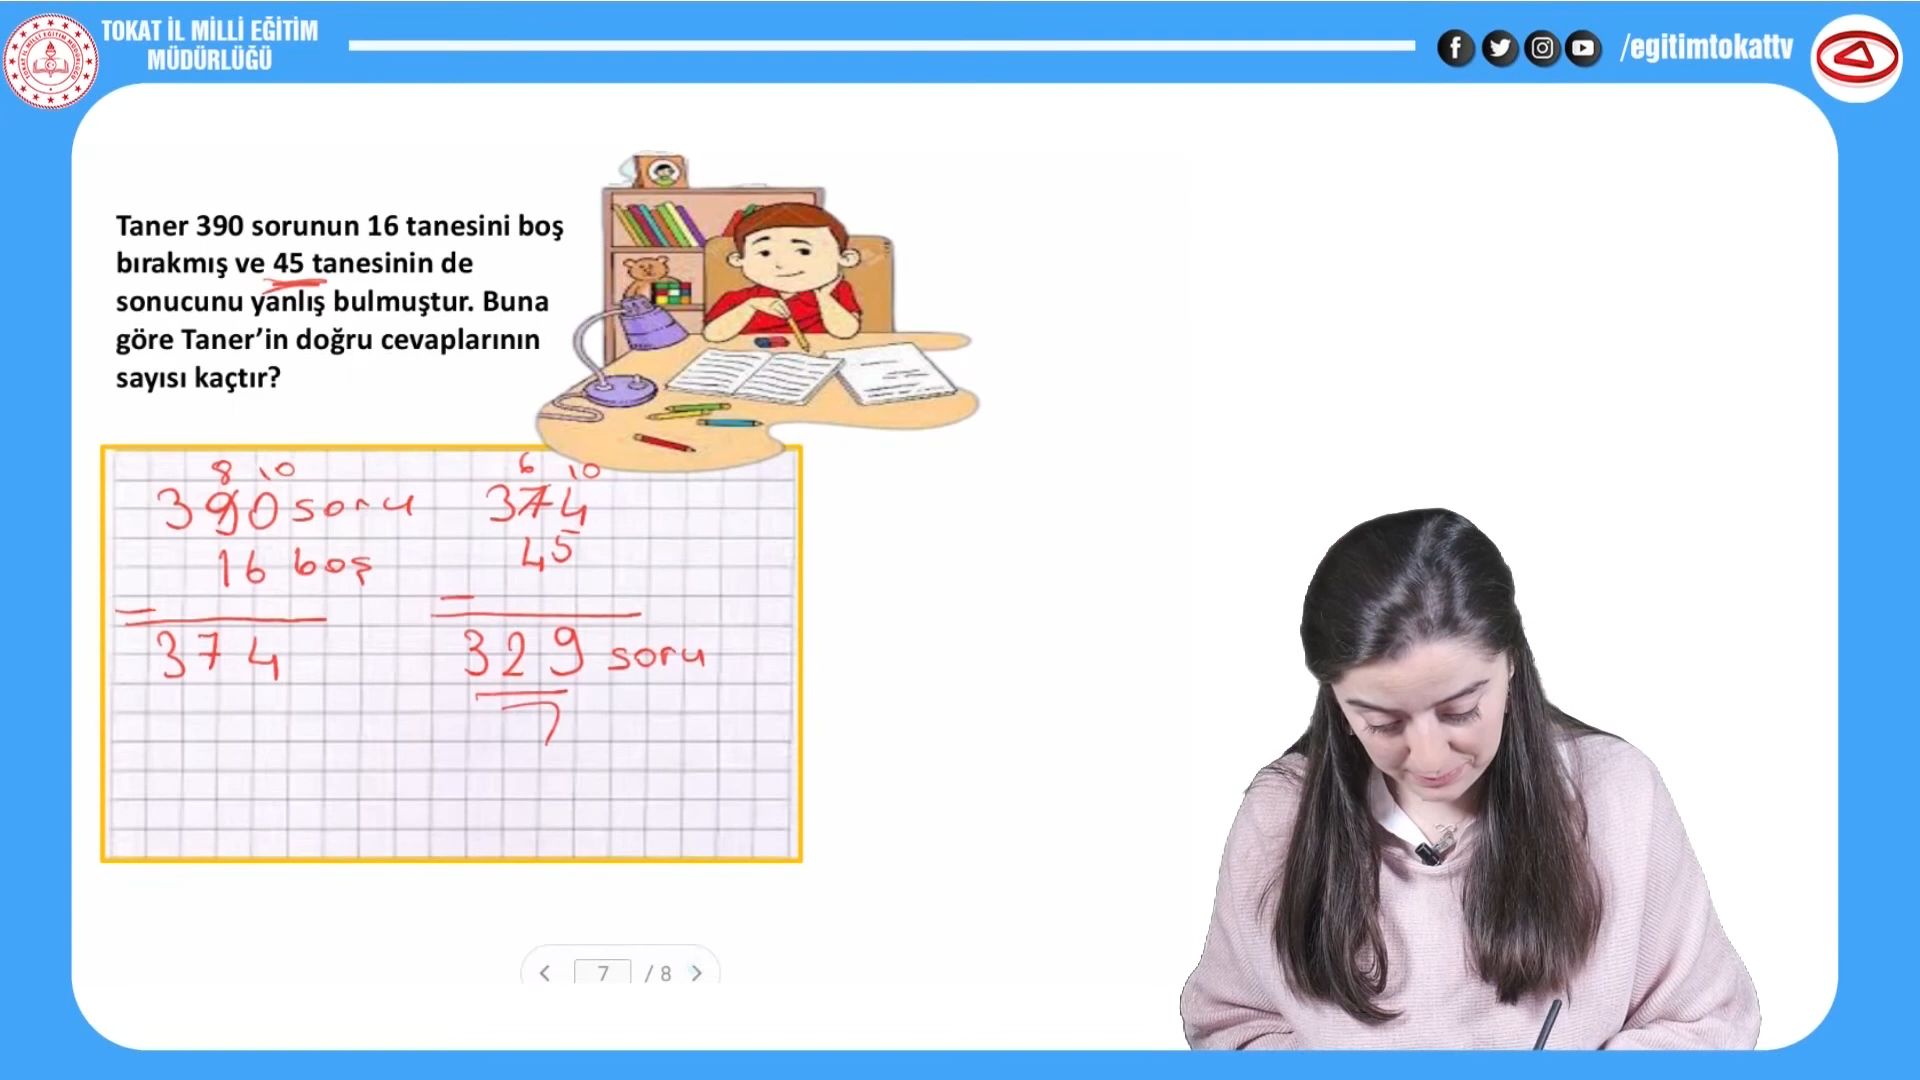 TOKAT İL MİLLİ EĞİTİM
MÜDÜRLÜĞÜ
/egitimtokattv
Taner 390 sorunun 16 tanesini boş
bırakmış ve 45 tanesinin de
sonucunu yanlış bulmuştur. Buna
göre Taner’in doğru cevaplarının
sayısı kaçtır?
8 10
390 soru
16 boş
374
6 10
374
45
329 soru
7 / 8